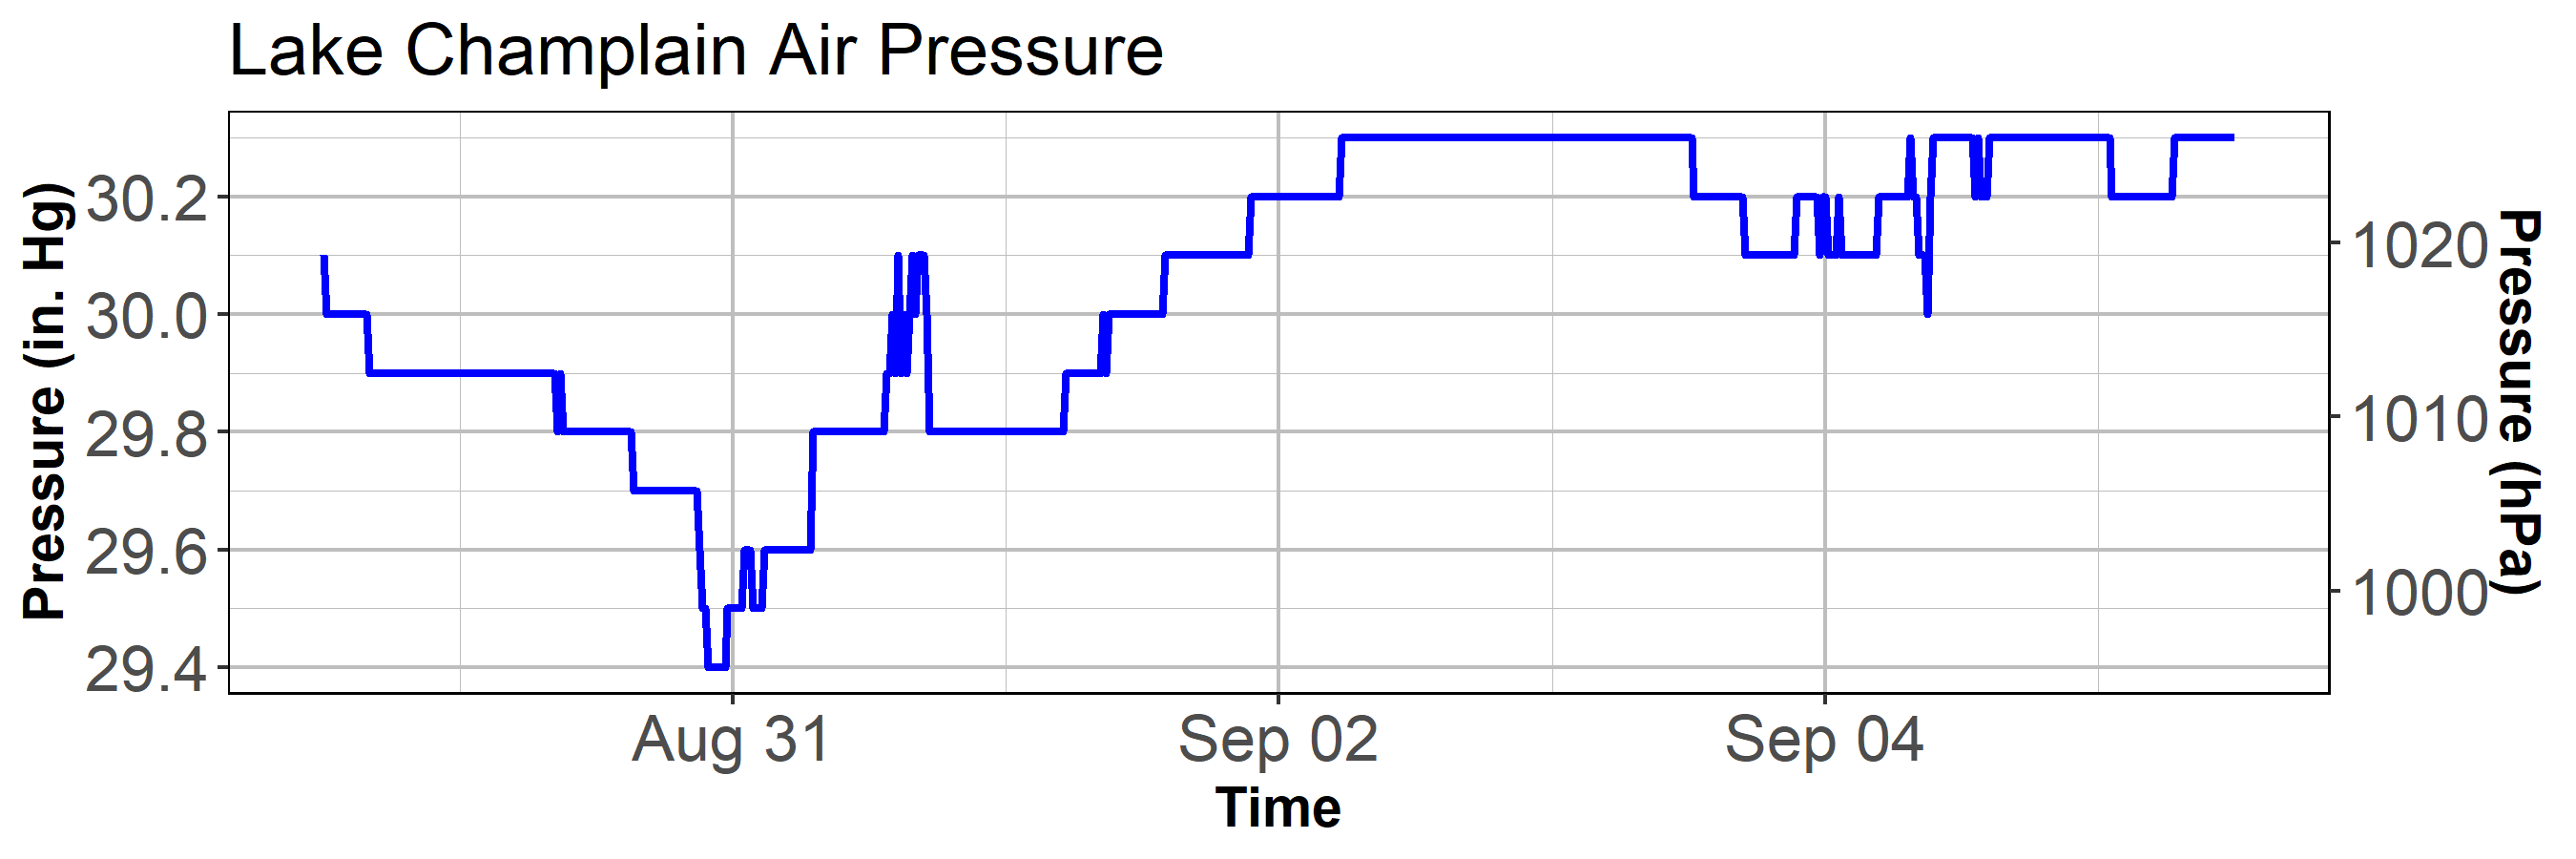 Lake Champlain Air Pressure
Pressure (in. Hg)
30.2
30.0
29.8
29.6
29.4
1020
1010
1000
Pressure (hPa)
Aug 31
Sep 02
Sep 04
Time